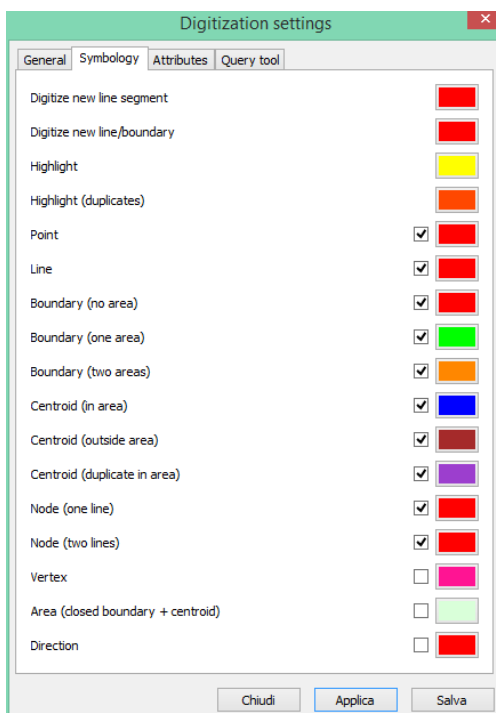 Digitization settings
General Symbology Attributes Query tool
Digitize new line segment
Digitize new line/boundary
Highlight
Highlight (duplicates)
Point
Line
Boundary (no area)
Boundary (one area)
Boundary (two areas)
Centroid (in area)
Centroid (outside area)
Centroid (duplicate in area)
Node (one line)
Node (two lines)
Vertex
Area (closed boundary + centroid)
Direction
Chiudi Applica Salva